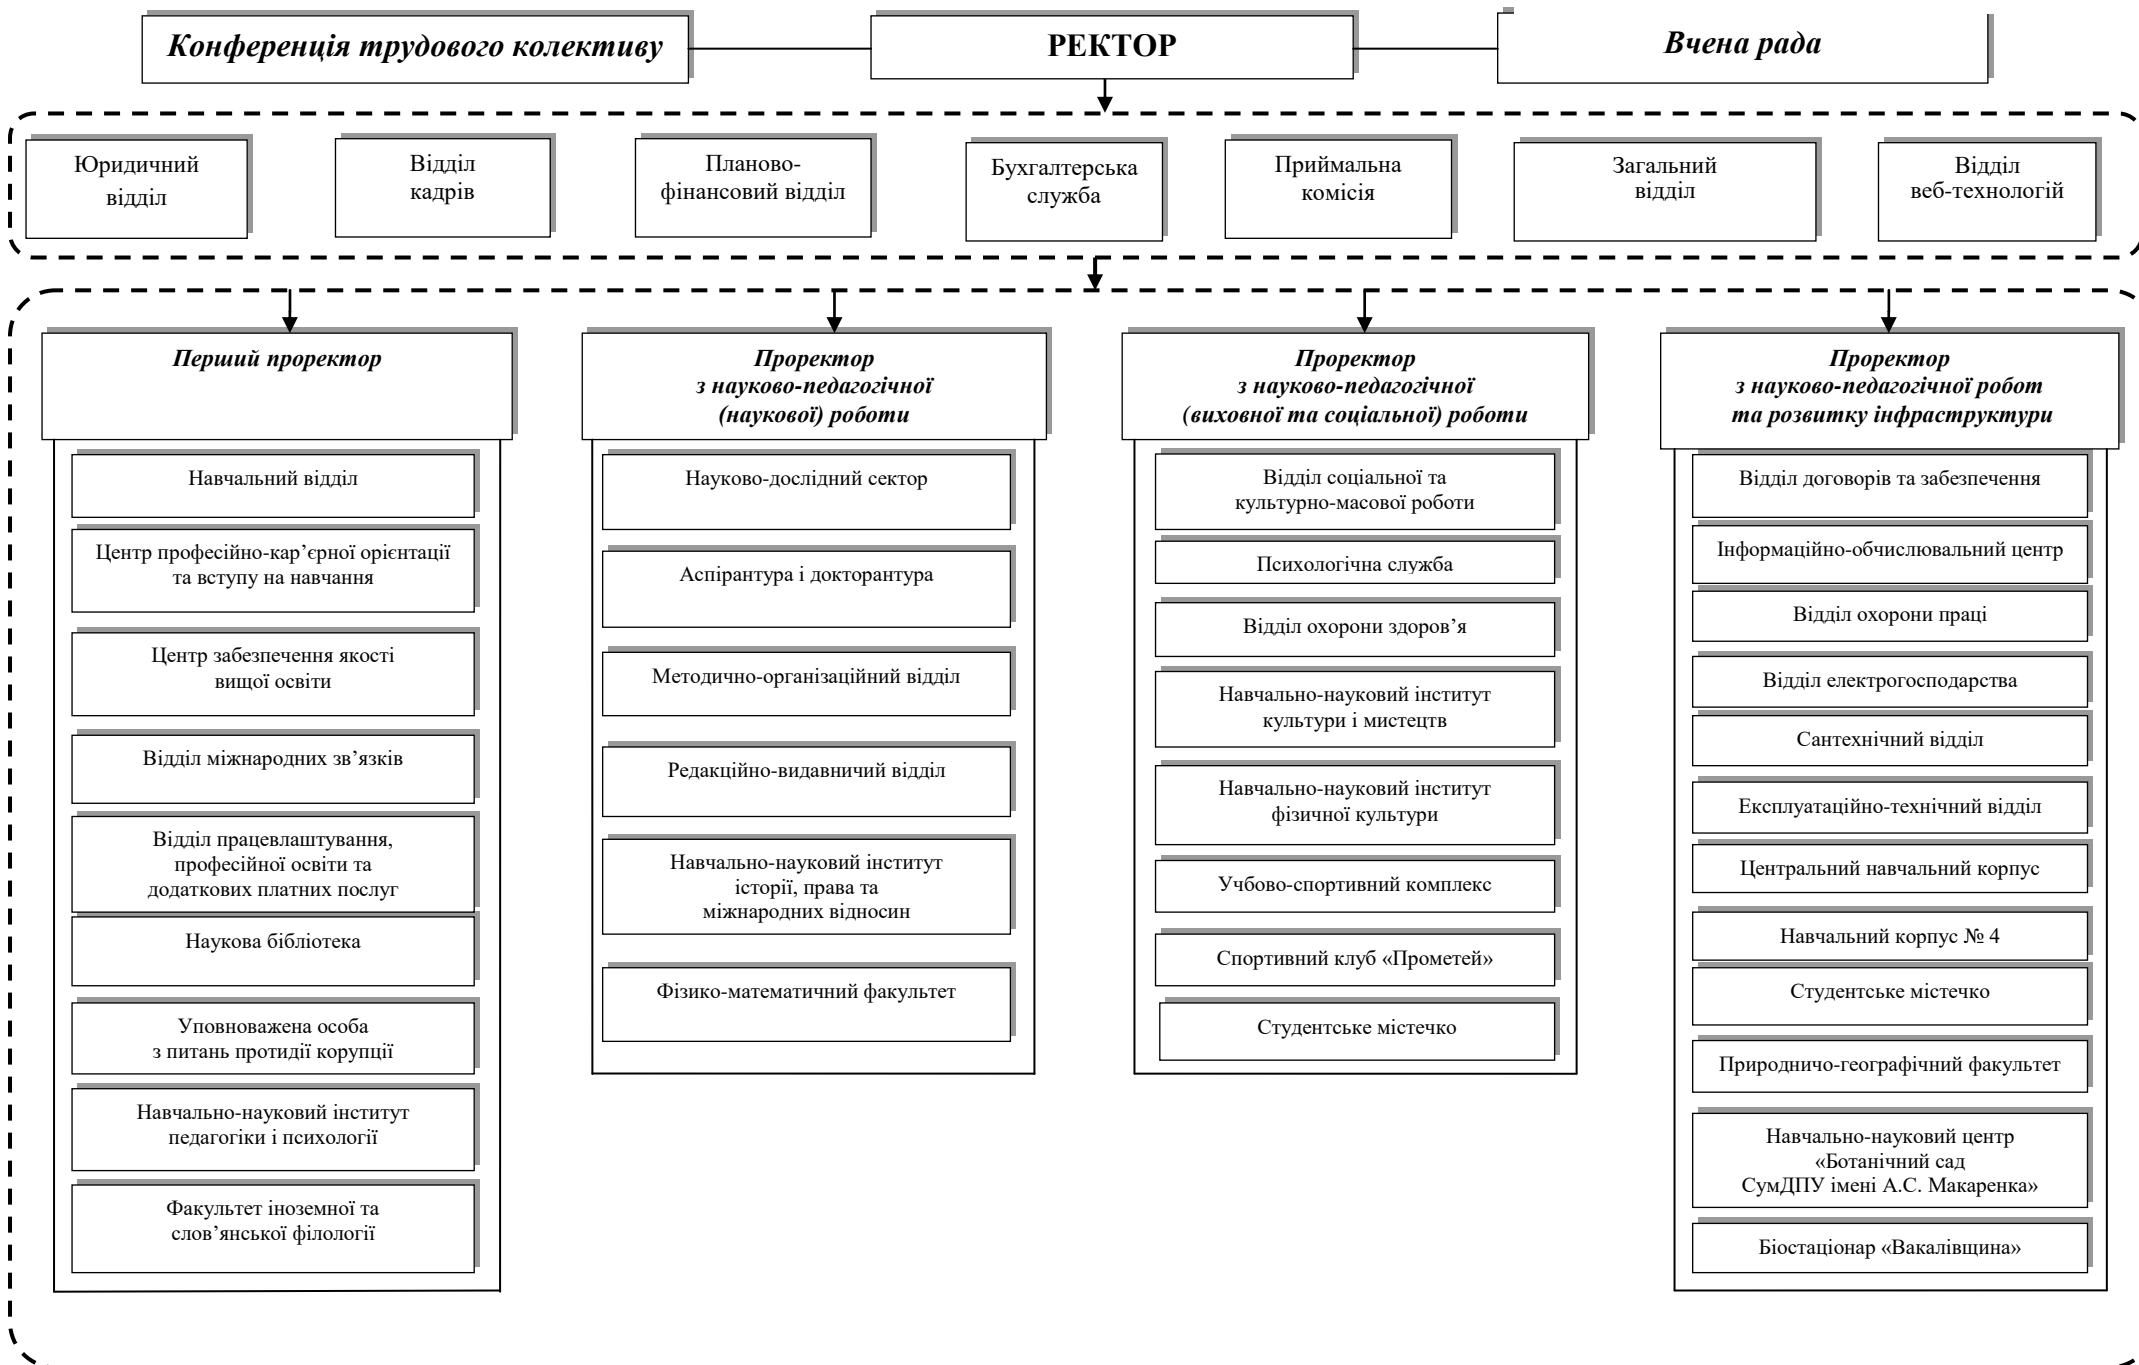 Конференція трудового колективу
РЕКТОР
Вчена рада
Юридичний
відділ
Відділ
кадрів
Планово-
фінансовий відділ
Бухгалтерська
служба
Приймальна
комісія
Загальний
відділ
Відділ
веб-технологій
Перший проректор
Навчальний відділ
Центр професійно-кар’єрної орієнтації
та вступу на навчання
Центр забезпечення якості
вищої освіти
Відділ міжнародних зв’язків
Відділ працевлаштування,
професійної освіти та
додаткових платних послуг
Наукова бібліотека
Уповноважена особа
з питань протидії корупції
Навчально-науковий інститут
педагогіки і психології
Факультет іноземної та
слов’янської філології
Проректор
з науково-педагогічної
(наукової) роботи
Науково-дослідний сектор
Аспірантура і докторантура
Методично-організаційний відділ
Редакційно-видавничий відділ
Навчально-науковий інститут
історії, права та
міжнародних відносин
Фізико-математичний факультет
Проректор
з науково-педагогічної
(виховної та соціальної) роботи
Відділ соціальної та
культурно-масової роботи
Психологічна служба
Відділ охорони здоров’я
Навчально-науковий інститут
культури і мистецтв
Навчально-науковий інститут
фізичної культури
Учбово-спортивний комплекс
Спортивний клуб «Прометей»
Студентське містечко
Проректор
з науково-педагогічної робот
та розвитку інфраструктури
Відділ договорів та забезпечення
Інформаційно-обчислювальний центр
Відділ охорони праці
Відділ електрогосподарства
Сантехнічний відділ
Експлуатаційно-технічний відділ
Центральний навчальний корпус
Навчальний корпус № 4
Студентське містечко
Природничо-географічний факультет
Навчально-науковий центр
«Ботанічний сад
СумДПУ імені А.С. Макаренка»
Біостаціонар «Вакалівщина»